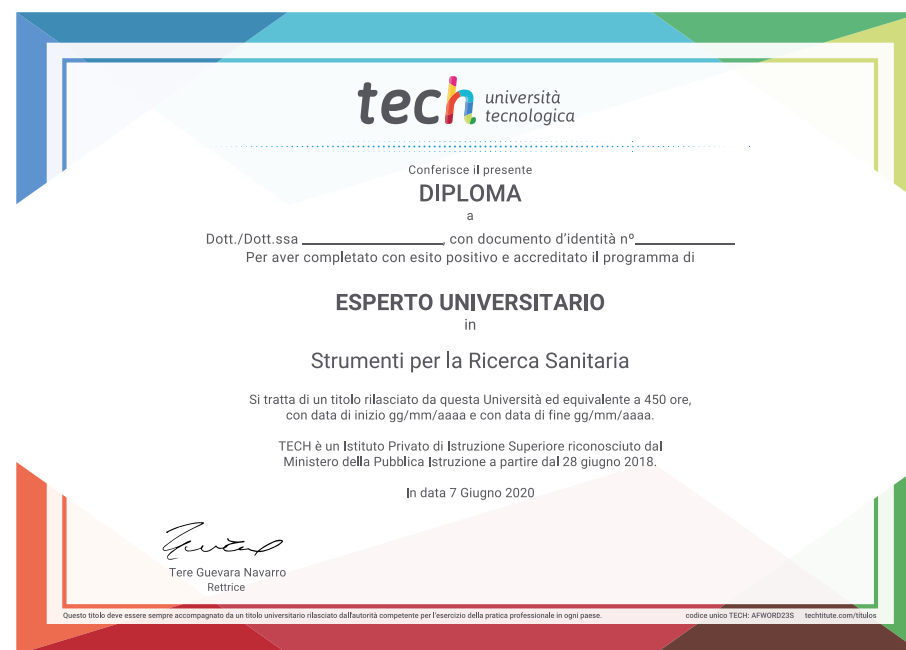 tech università
tecnologica
Conferisce il presente
DIPLOMA
a
Dott./Dott.ssa ____________________, con documento d'identità nº______________
Per aver completato con esito positivo e accreditato il programma di
ESPERTO UNIVERSITARIO
in
Strumenti per la Ricerca Sanitaria
Si tratta di un titolo rilasciato da questa Università ed equivalente a 450 ore,
con data di inizio gg/mm/aaaa e con data di fine gg/mm/aaaa.
TECH è un Istituto Privato di Istruzione Superiore riconosciuto dal
Ministero della Pubblica Istruzione a partire dal 28 giugno 2018.
In data 7 Giugno 2020
Tere Guevara Navarro
Rettrice
Questo titolo deve essere sempre accompagnato da un titolo universitario rilasciato dall'autorità competente per l'esercizio della pratica professionale in ogni paese. codice unico TECH: AFWORD23S techtitute.com/titulos